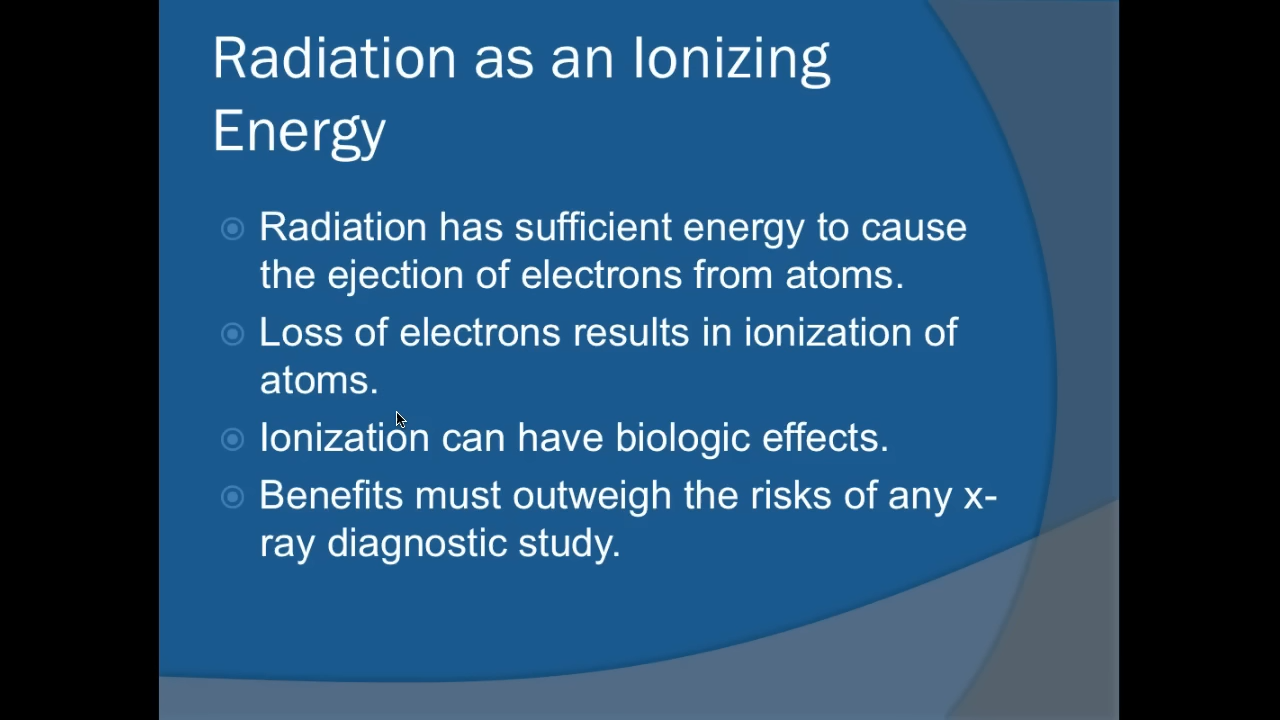 Radiation as an Ionizing
Energy
Radiation has sufficient energy to cause
the ejection of electrons from atoms.
Loss of electrons results in ionization of
atoms.
Ionization can have biologic effects.
Benefits must outweigh the risks of any x-
ray diagnostic study.